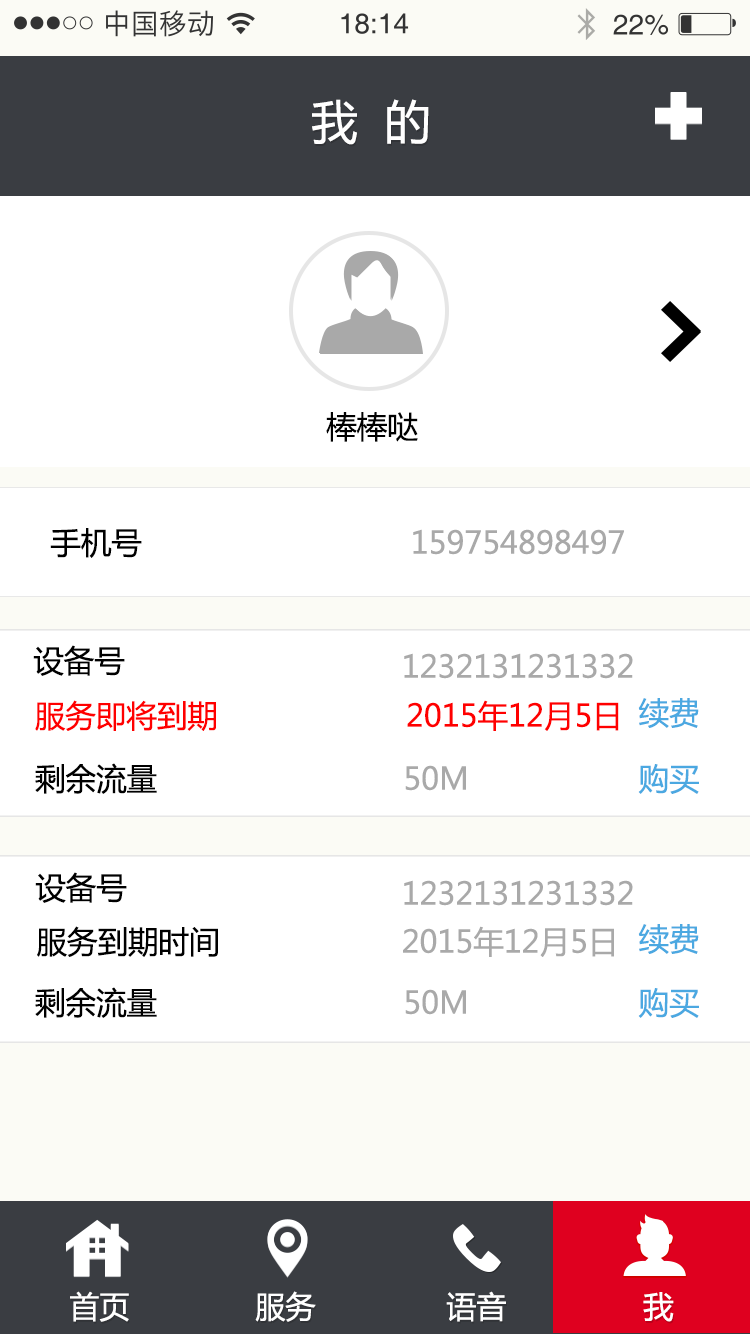 中国移动 18:14 22%
我 的
棒棒哒
手机号 159754898497
设备号 1232131231332
服务即将到期 2015年12月5日 续费
剩余流量 50M 购买
设备号 1232131231332
服务到期时间 2015年12月5日 续费
剩余流量 50M 购买
首页 服务 语音 我